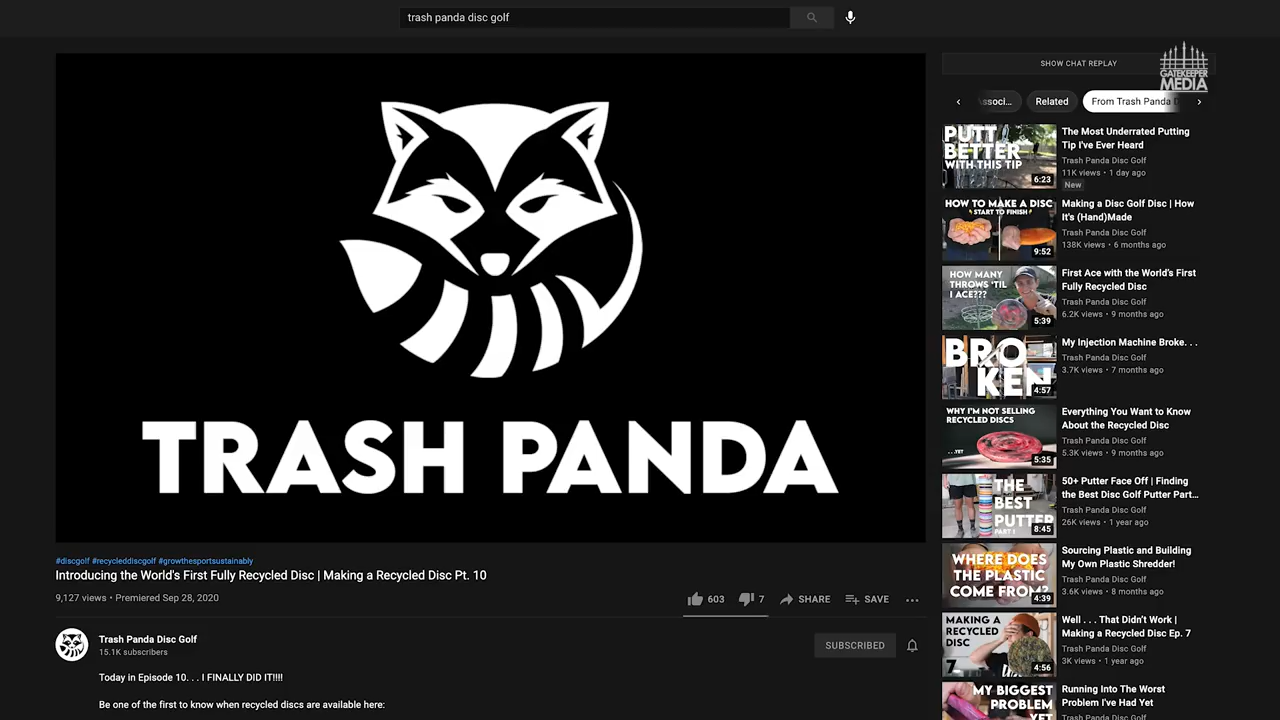 trash panda disc golf
GATEKEEPER
MEDIA
TRASH PANDA
#discgolf #recycleddiscgolf #growthesportsustainably
Introducing the World's First Fully Recycled Disc | Making a Recycled Disc Pt. 10
9,127 views • Premiered Sep 28, 2020
603
7
SHARE
SAVE
Trash Panda Disc Golf
15.1K subscribers
SUBSCRIBED
Today in Episode 10. . . I FINALLY DID IT!!!!
Be one of the first to know when recycled discs are available here:
SHOW CHAT REPLAY
Related
From Trash Panda
PUTT
BETTER
WITH THIS TIP
6:23
The Most Underrated Putting
Tip I've Ever Heard
Trash Panda Disc Golf
11K views • 1 day ago
New
HOW TO MAKE A DISC
START TO FINISH
9:52
Making a Disc Golf Disc | How
It's (Hand)Made
Trash Panda Disc Golf
138K views • 6 months ago
HOW MANY
THROWS 'TIL
I ACE???
5:39
First Ace with the World's First
Fully Recycled Disc
Trash Panda Disc Golf
6.2K views • 9 months ago
BRO
KEN
4:57
My Injection Machine Broke. . .
Trash Panda Disc Golf
3.7K views • 7 months ago
WHY I'M NOT SELLING
RECYCLED DISCS
...YET
5:35
Everything You Want to Know
About the Recycled Disc
Trash Panda Disc Golf
5.3K views • 9 months ago
THE
BEST
PUTTER
PART 1
8:45
50+ Putter Face Off | Finding
the Best Disc Golf Putter Part...
Trash Panda Disc Golf
26K views • 1 year ago
WHERE DOES
THE PLASTIC
COME FROM?
4:39
Sourcing Plastic and Building
My Own Plastic Shredder!
Trash Panda Disc Golf
3.6K views • 8 months ago
MAKING A
RECYCLED
DISC
7
4:56
Well . . . That Didn't Work |
Making a Recycled Disc Ep. 7
Trash Panda Disc Golf
3K views • 1 year ago
MY BIGGEST
PROBLEM
YET
Running Into The Worst
Problem I've Had Yet
Trash Panda Disc Golf